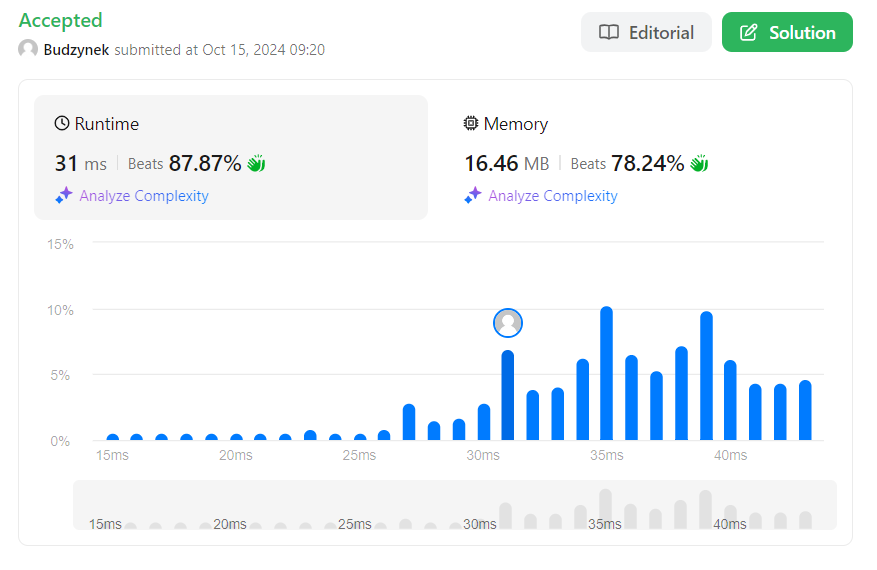 Accepted
Editorial
Solution
Budzynek submitted at Oct 15, 2024 09:20
Runtime
31 ms Beats 87.87%
Analyze Complexity
Memory
16.46 MB Beats 78.24%
Analyze Complexity
15%
10%
5%
0%
15ms 20ms 25ms 30ms 35ms 40ms
15ms 20ms 25ms 30ms 35ms 40ms